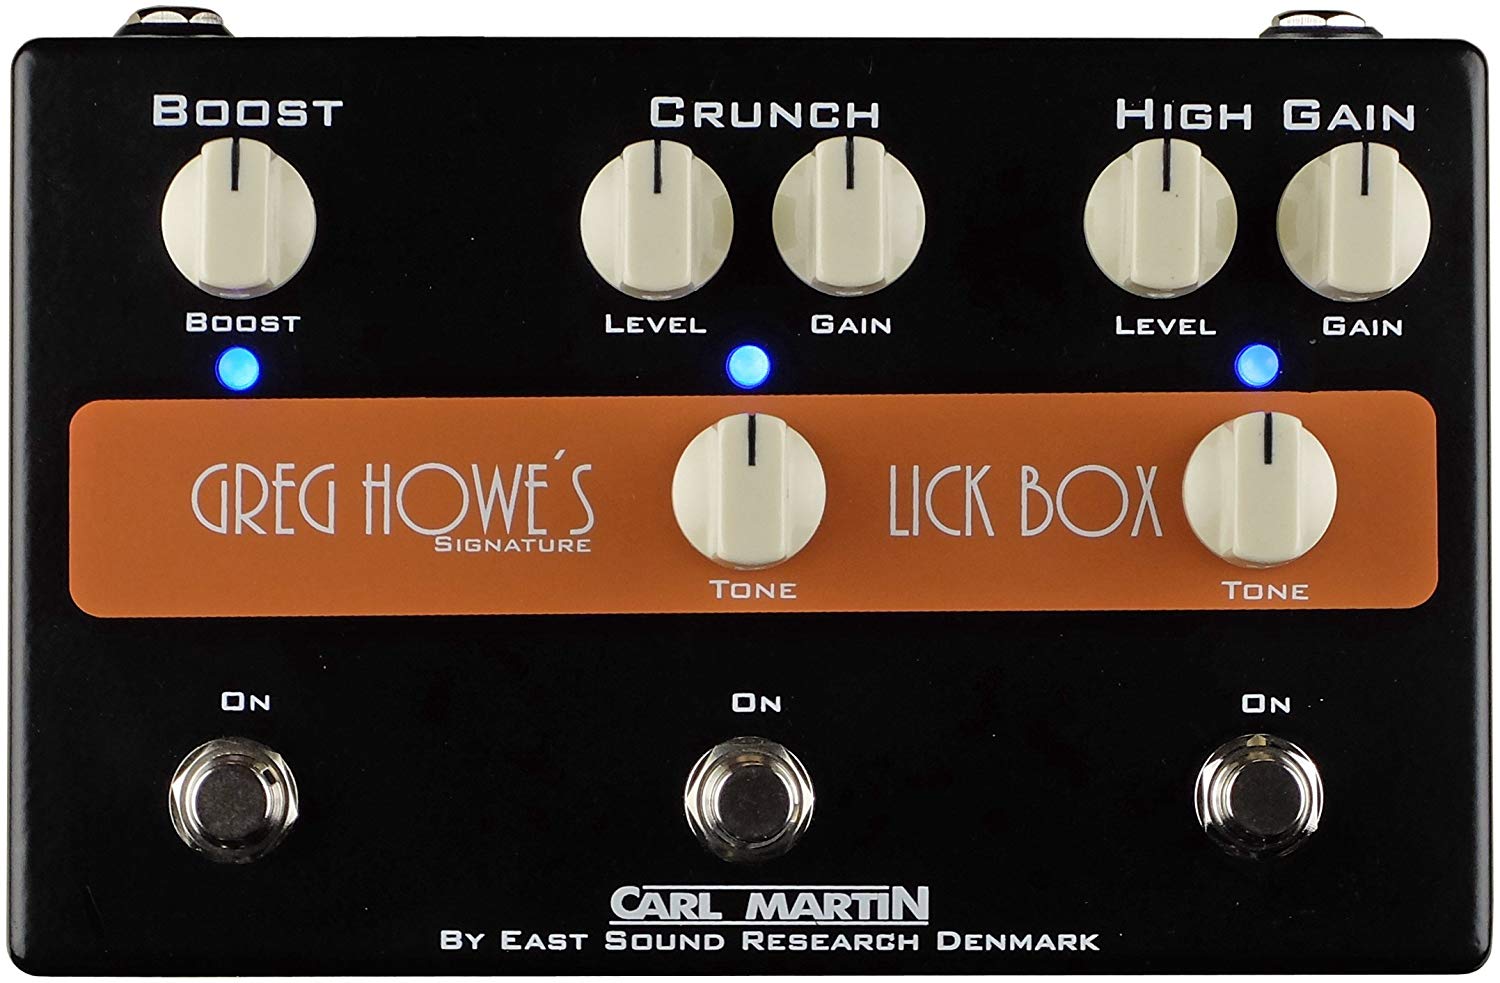 BOOST
CRUNCH
HIGH GAIN
BOOST
LEVEL
GAIN
LEVEL
GAIN
GREG HOWE´S
SIGNATURE
LICK BOX
TONE
TONE
ON
ON
ON
CARL MARTIN
BY EAST SOUND RESEARCH DENMARK